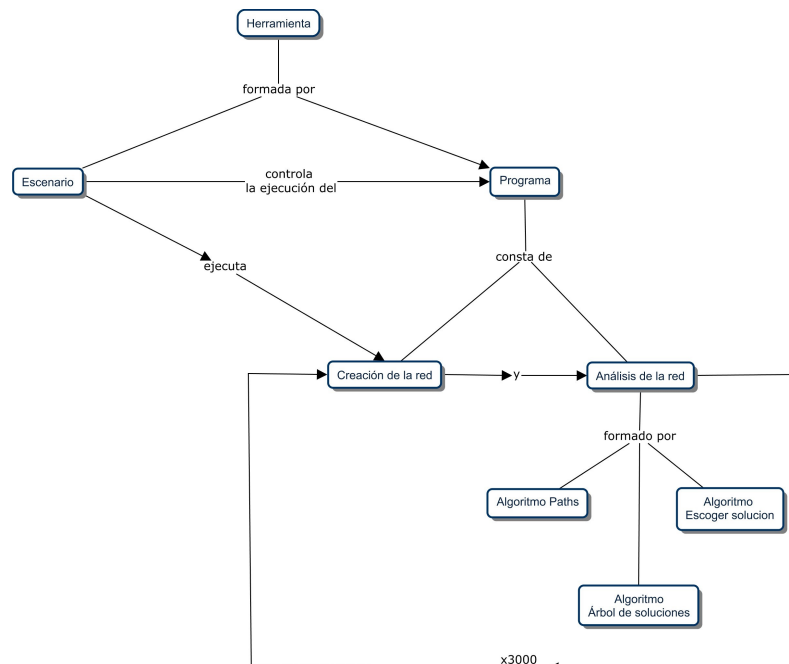 Herramienta
formada por
Escenario
controla
la ejecución del
Programa
consta de
ejecuta
Creación de la red
y
Análisis de la red
formado por
Algoritmo Paths
Algoritmo
Escoger solucion
Algoritmo
Árbol de soluciones
x3000